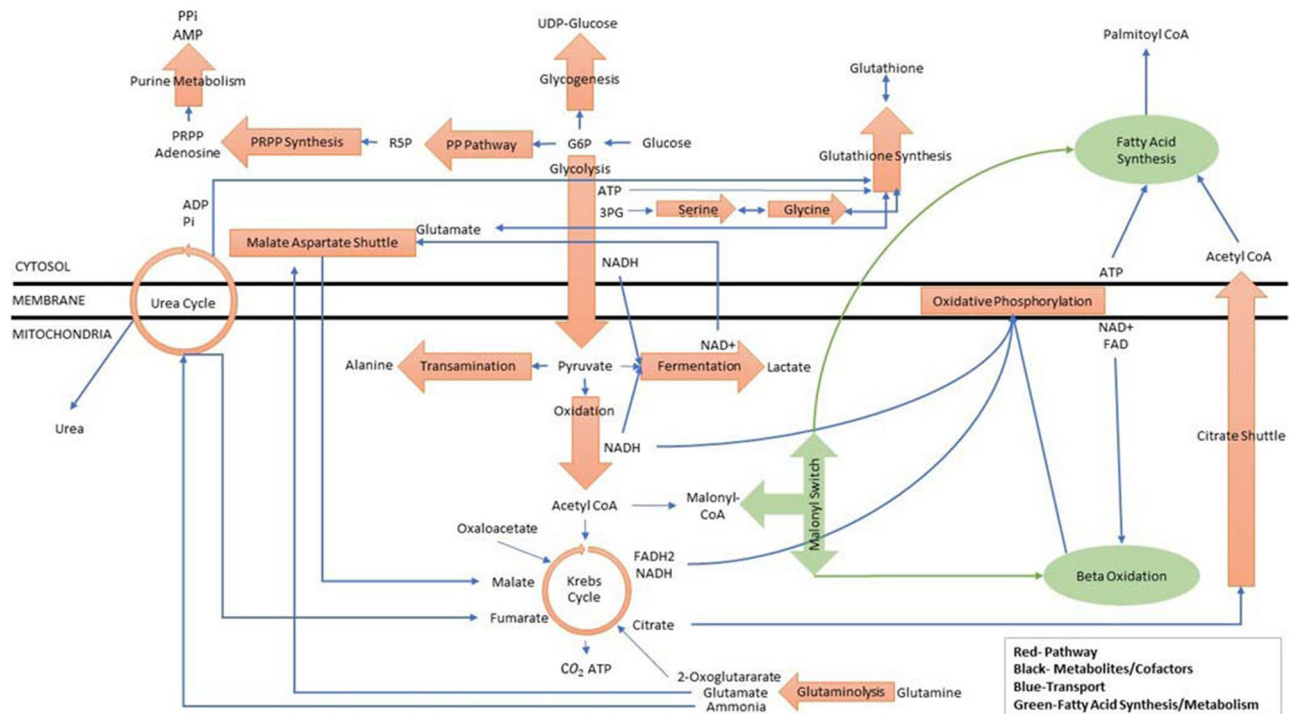 PPi
AMP
UDP-Glucose
Palmitoyl CoA
Purine Metabolism
Glycogenesis
Glutathione
PRPP
Adenosine
PRPP Synthesis
R5P
PP Pathway
G6P
Glucose
Fatty Acid
Synthesis
Glycolysis
Glutathione Synthesis
ATP
3PG
Serine
Glycine
ADP
Pi
Glutamate
Malate Aspartate Shuttle
NADH
Acetyl CoA
ATP
CYTOSOL
MEMBRANE
Urea Cycle
Oxidative Phosphorylation
MITOCHONDRIA
NAD+
FAD
NAD+
Alanine
Transamination
Pyruvate
Fermentation
Lactate
Oxidation
Urea
NADH
Citrate Shuttle
Malonyl Switch
Acetyl CoA
Malonyl-
CoA
Oxaloacetate
FADH2
NADH
Malate
Krebs
Cycle
Beta Oxidation
Fumarate
Citrate
CO2 ATP
2-Oxoglutararate
Glutamate
Ammonia
Glutaminolysis
Glutamine
Red- Pathway
Black- Metabolites/Cofactors
Blue-Transport
Green-Fatty Acid Synthesis/Metabolism